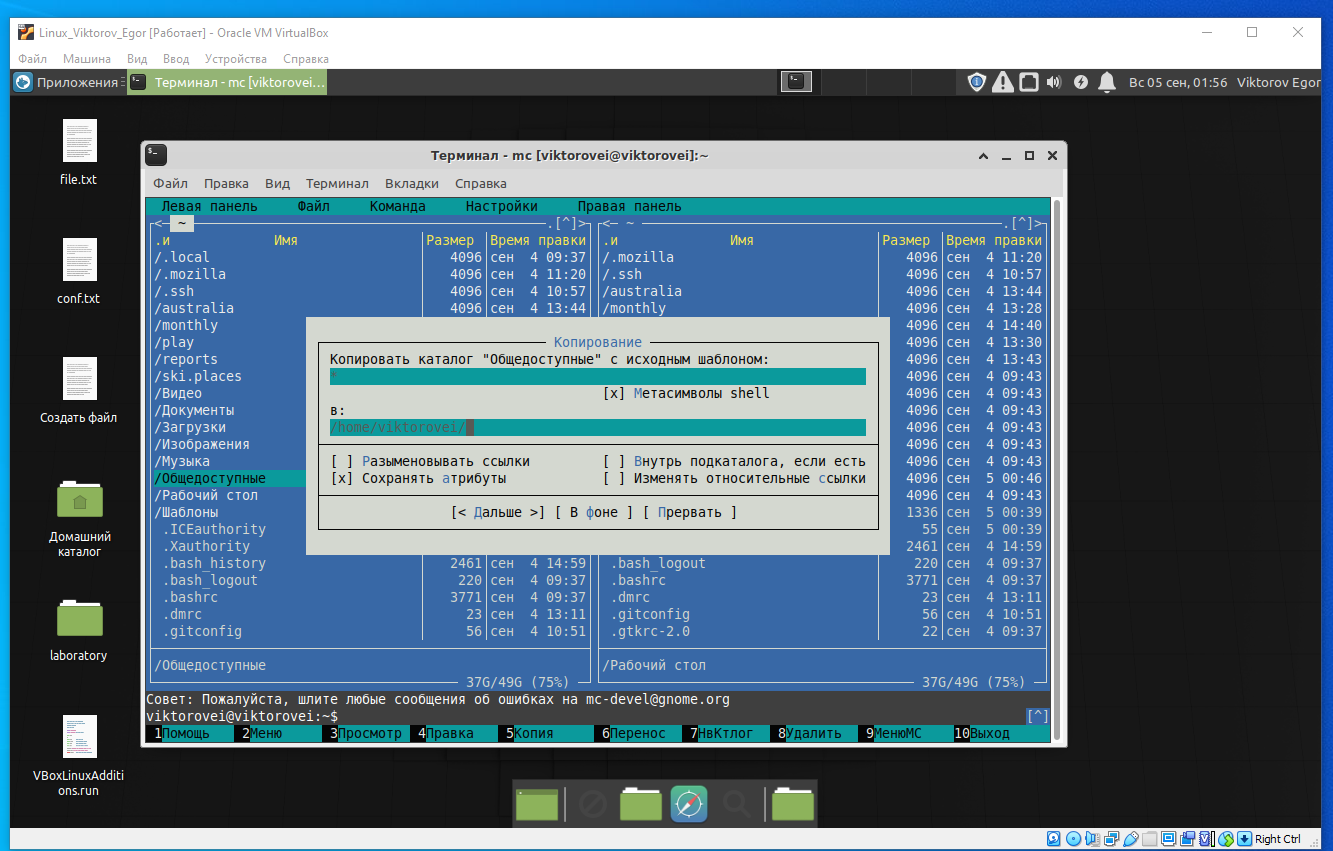 Linux_Viktorov_Egor [Работает] - Oracle VM VirtualBox
Файл Машина Вид Ввод Устройства Справка
Приложения
Терминал - mc [viktorovei...
Вс 05 сен, 01:56 Viktorov Egor
file.txt
conf.txt
Создать файл
Домашний
каталог
laboratory
VBoxLinuxAdditi
ons.run
Терминал - mc [viktorovei@viktorovei]:~
Файл Правка Вид Терминал Вкладки Справка
Левая панель Файл Команда Настройки Правая панель
<- ~ .[^]> <- ~ .[^]>
.и Имя Размер Время правки .и Имя Размер Время правки
/.local 4096 сен 4 09:37 /.mozilla 4096 сен 4 11:20
/.mozilla 4096 сен 4 11:20 /.ssh 4096 сен 4 10:57
/.ssh 4096 сен 4 10:57 /australia 4096 сен 4 13:44
/australia 4096 сен 4 13:44 /monthly 4096 сен 4 13:28
/monthly 4096 сен 4 14:40
/play 4096 сен 4 13:30
/reports 4096 сен 4 13:43
/ski.places 4096 сен 4 09:43
/Видео 4096 сен 4 09:43
/Документы 4096 сен 4 09:43
/Загрузки 4096 сен 4 09:43
/Изображения 4096 сен 4 09:43
/Музыка 4096 сен 4 09:43
/Общедоступные 4096 сен 5 00:46
/Рабочий стол 4096 сен 4 09:43
/Шаблоны 1336 сен 5 00:39
.ICEauthority 55 сен 5 00:39
.Xauthority 2461 сен 4 14:59
.bash_history 2461 сен 4 14:59 .bash_logout 220 сен 4 09:37
.bash_logout 220 сен 4 09:37 .bashrc 3771 сен 4 09:37
.bashrc 3771 сен 4 09:37 .dmrc 23 сен 4 13:11
.dmrc 23 сен 4 13:11 .gitconfig 56 сен 4 10:51
.gitconfig 56 сен 4 10:51 .gtkrc-2.0 22 сен 4 09:37
Копирование
Копировать каталог "Общедоступные" с исходным шаблоном:
*
[x] Метасимволы shell
в:
/home/viktorovei/
[ ] Разыменовывать ссылки [ ] Внутрь подкаталога, если есть
[x] Сохранять атрибуты [ ] Изменять относительные ссылки
[< Дальше >] [ В фоне ] [ Прервать ]
/Общедоступные /Рабочий стол
37G/49G (75%) 37G/49G (75%)
Совет: Пожалуйста, шлите любые сообщения об ошибках на mc-devel@gnome.org
viktorovei@viktorovei:~$ [^]
1Помощь 2Меню 3Просмотр 4Правка 5Копия 6Перенос 7НвКтлог 8Удалить 9МенюМС 10Выход
Right Ctrl